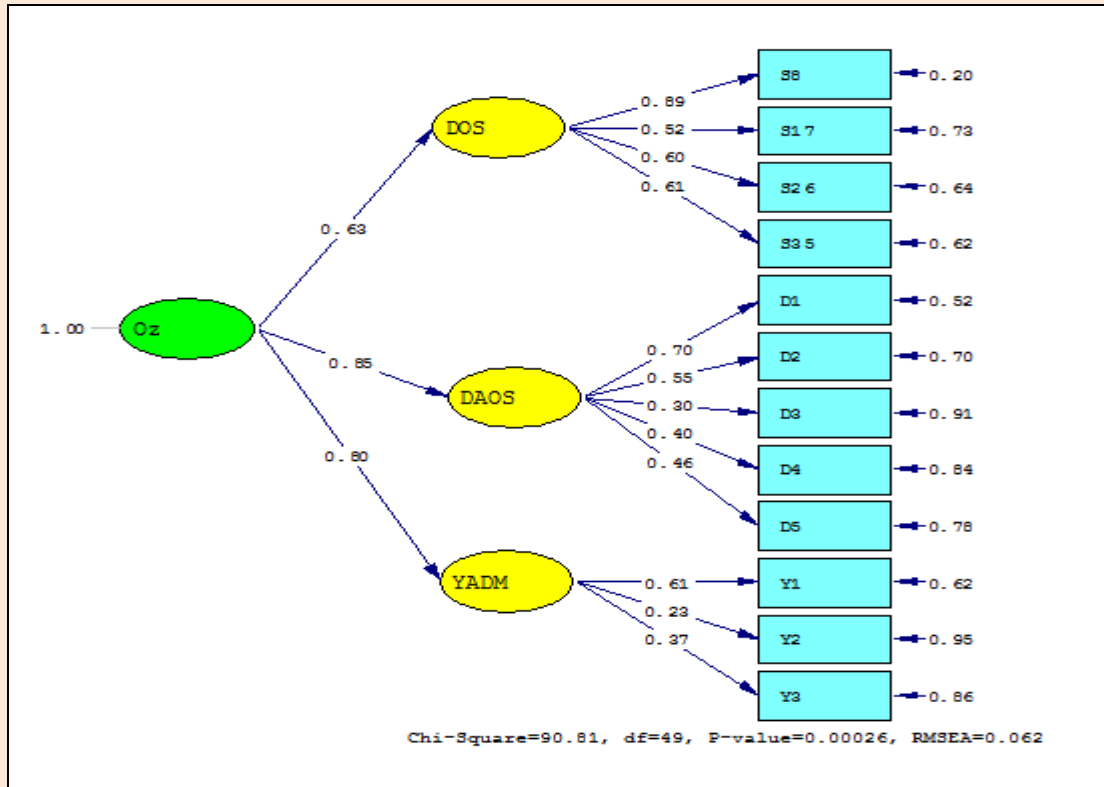 S8
0.20
0.89
DOS
S17
0.73
0.52
0.60
S26
0.64
0.61
S35
0.62
0.63
D1
0.52
1.00
Oz
0.70
D2
0.70
0.85
0.55
DAOS
0.30
D3
0.91
0.40
0.80
D4
0.84
0.46
D5
0.78
YADM
0.61
Y1
0.62
0.23
Y2
0.95
0.37
Y3
0.86
Chi-Square=90.81, df=49, P-value=0.00026, RMSEA=0.062